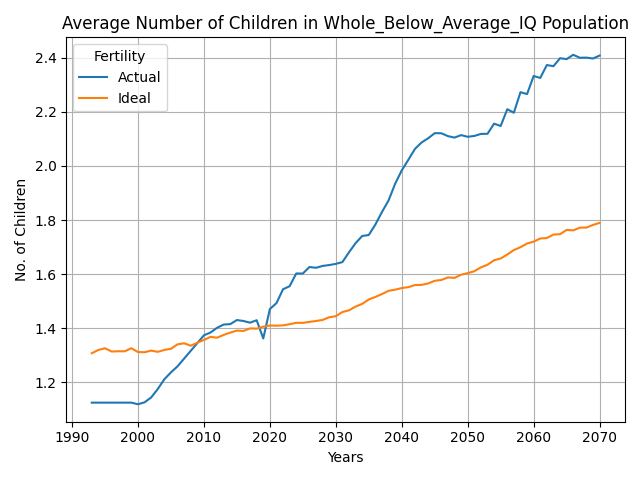 Average Number of Children in Whole_Below_Average_IQ Population
Fertility
Actual
Ideal
No. of Children
2.4
2.2
2.0
1.8
1.6
1.4
1.2
1990 2000 2010 2020 2030 2040 2050 2060 2070
Years